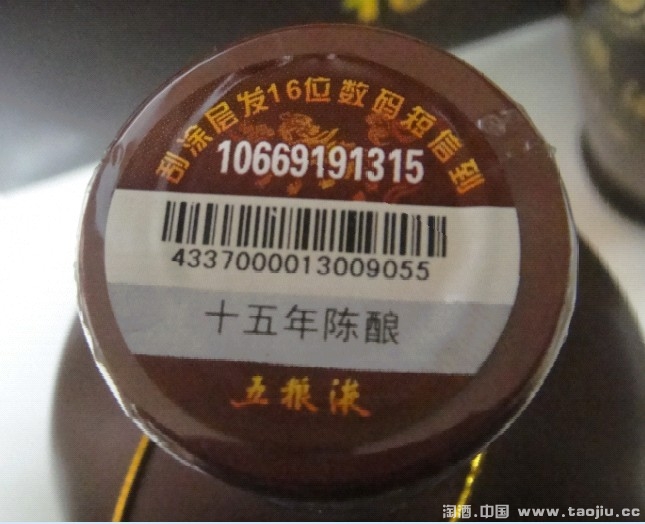 刮涂层发16位数码短信到
10669191315
4337000013009055
十五年陈酿
五粮液
淘酒.中国 www.taojiu.cc